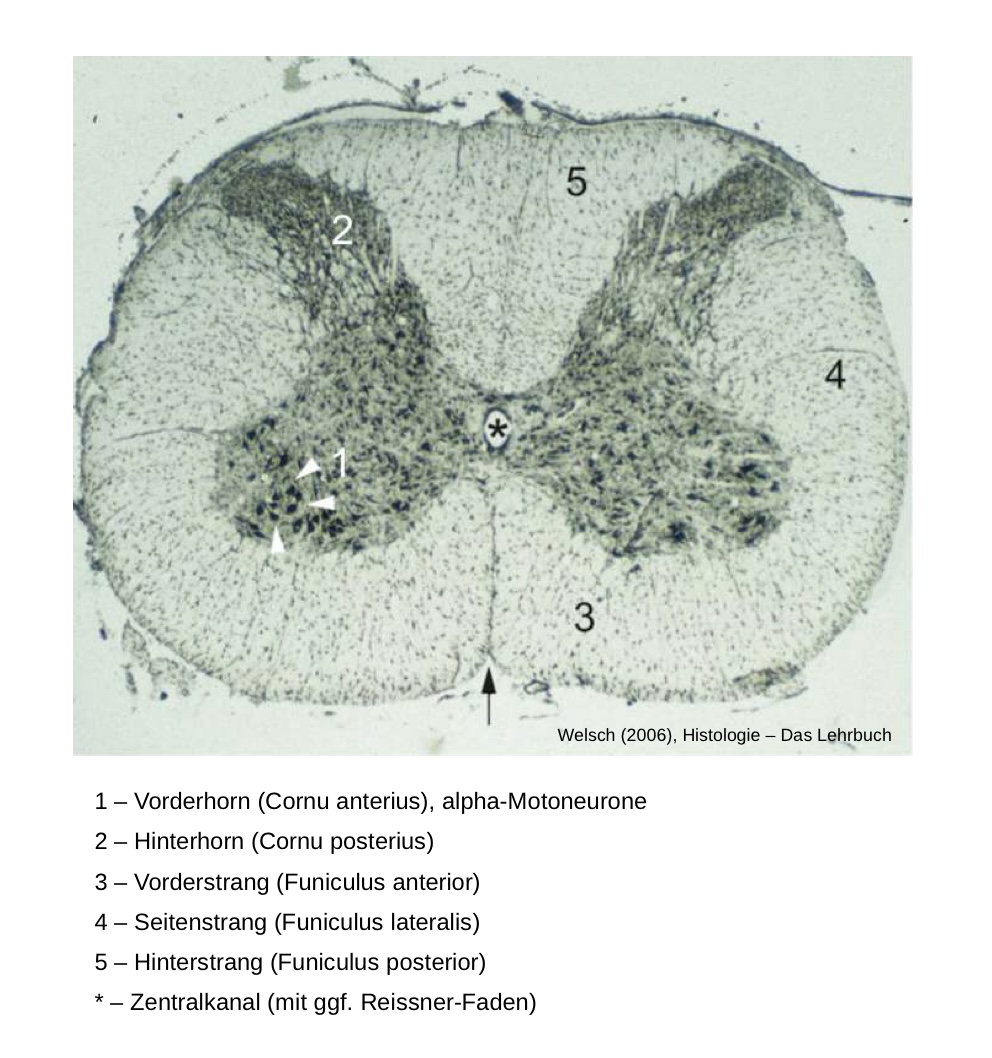 5
2
4
*
1
3
Welsch (2006), Histologie – Das Lehrbuch
1 – Vorderhorn (Cornu anterius), alpha-Motoneurone
2 – Hinterhorn (Cornu posterius)
3 – Vorderstrang (Funiculus anterior)
4 – Seitenstrang (Funiculus lateralis)
5 – Hinterstrang (Funiculus posterior)
* – Zentralkanal (mit ggf. Reissner-Faden)